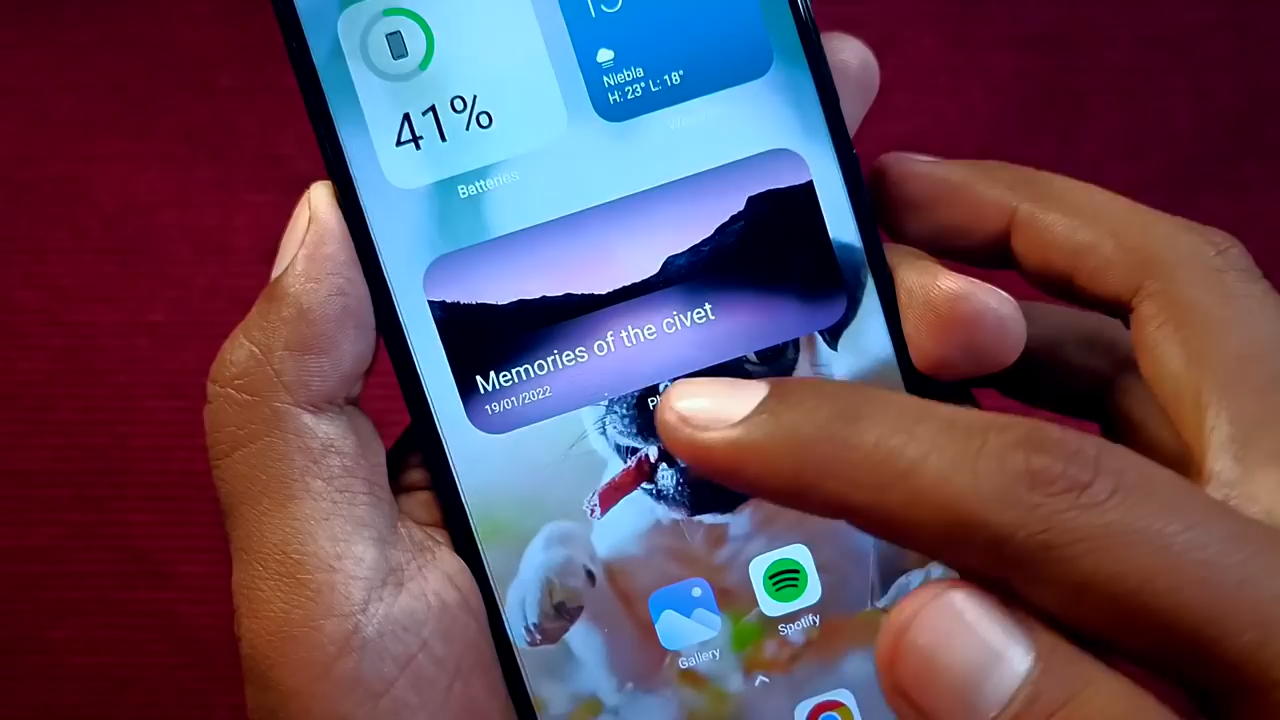 41%
Batteries
Niebla
H: 23° L: 18°
Memories of the civet
19/01/2022
Gallery
Spotify